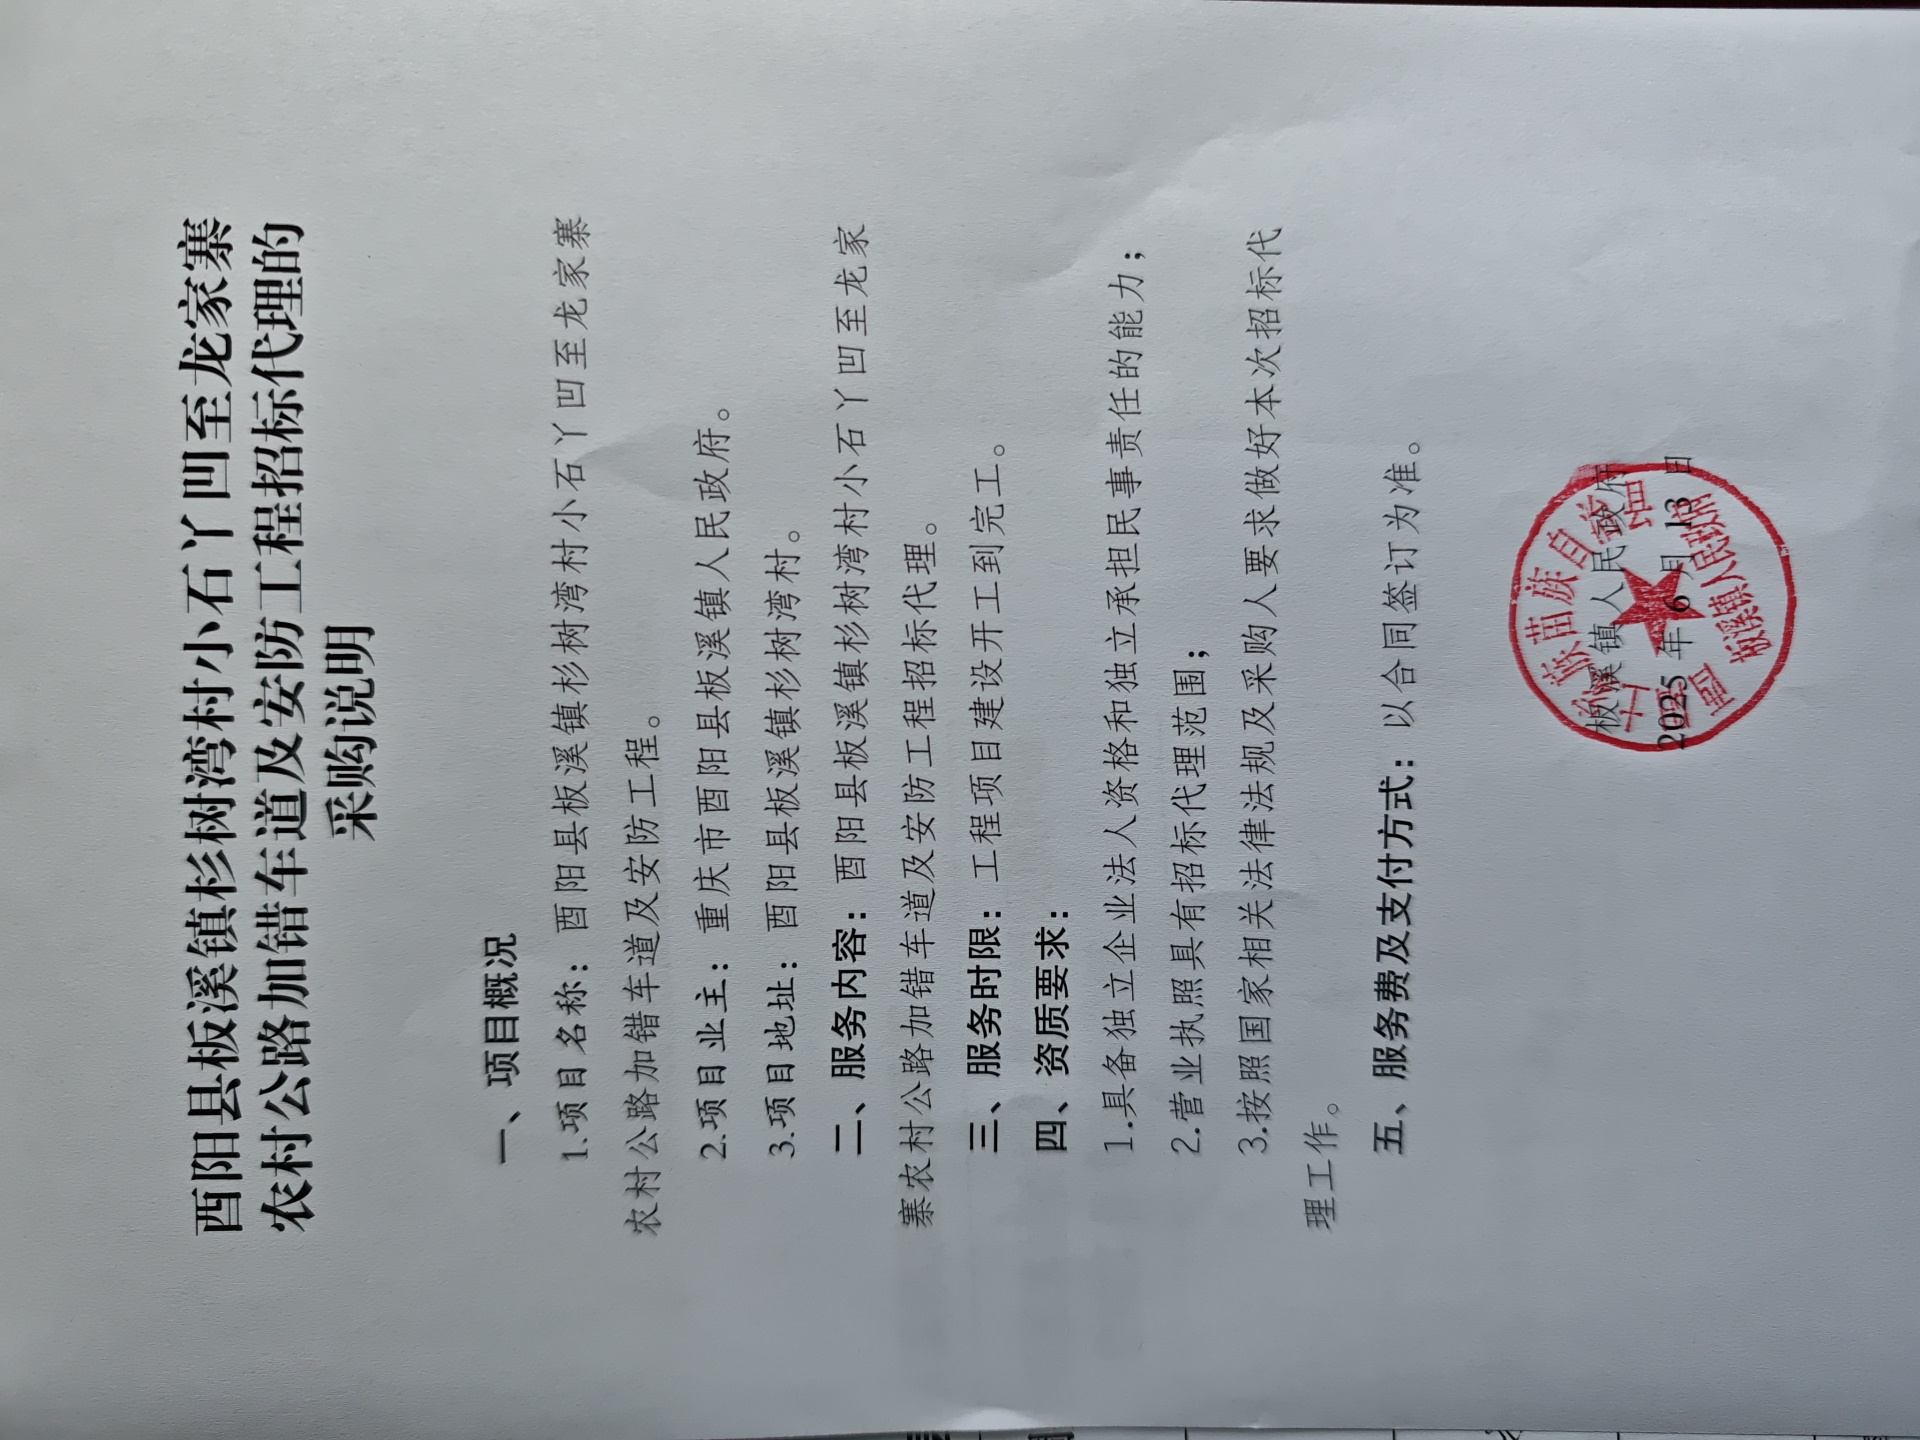 酉阳县板溪镇杉树湾村小石丫凹至龙家寨
农村公路加错车道及安防工程招标代理的
采购说明
一、项目概况
1.项目名称：酉阳县板溪镇杉树湾村小石丫凹至龙家寨
农村公路加错车道及安防工程。
2.项目业主：重庆市酉阳县板溪镇人民政府。
3.项目地址：酉阳县板溪镇杉树湾村。
二、服务内容：酉阳县板溪镇杉树湾村小石丫凹至龙家
寨农村公路加错车道及安防工程招标代理。
三、服务时限：工程项目建设开工到完工。
四、资质要求：
1.具备独立企业法人资格和独立承担民事责任的能力；
2.营业执照具有招标代理范围；
3.按照国家相关法律法规及采购人要求做好本次招标代
理工作。
五、服务费及支付方式：以合同签订为准。
板溪镇人民政府
2025年6月13日
族苗族自治县
板溪镇人民政府